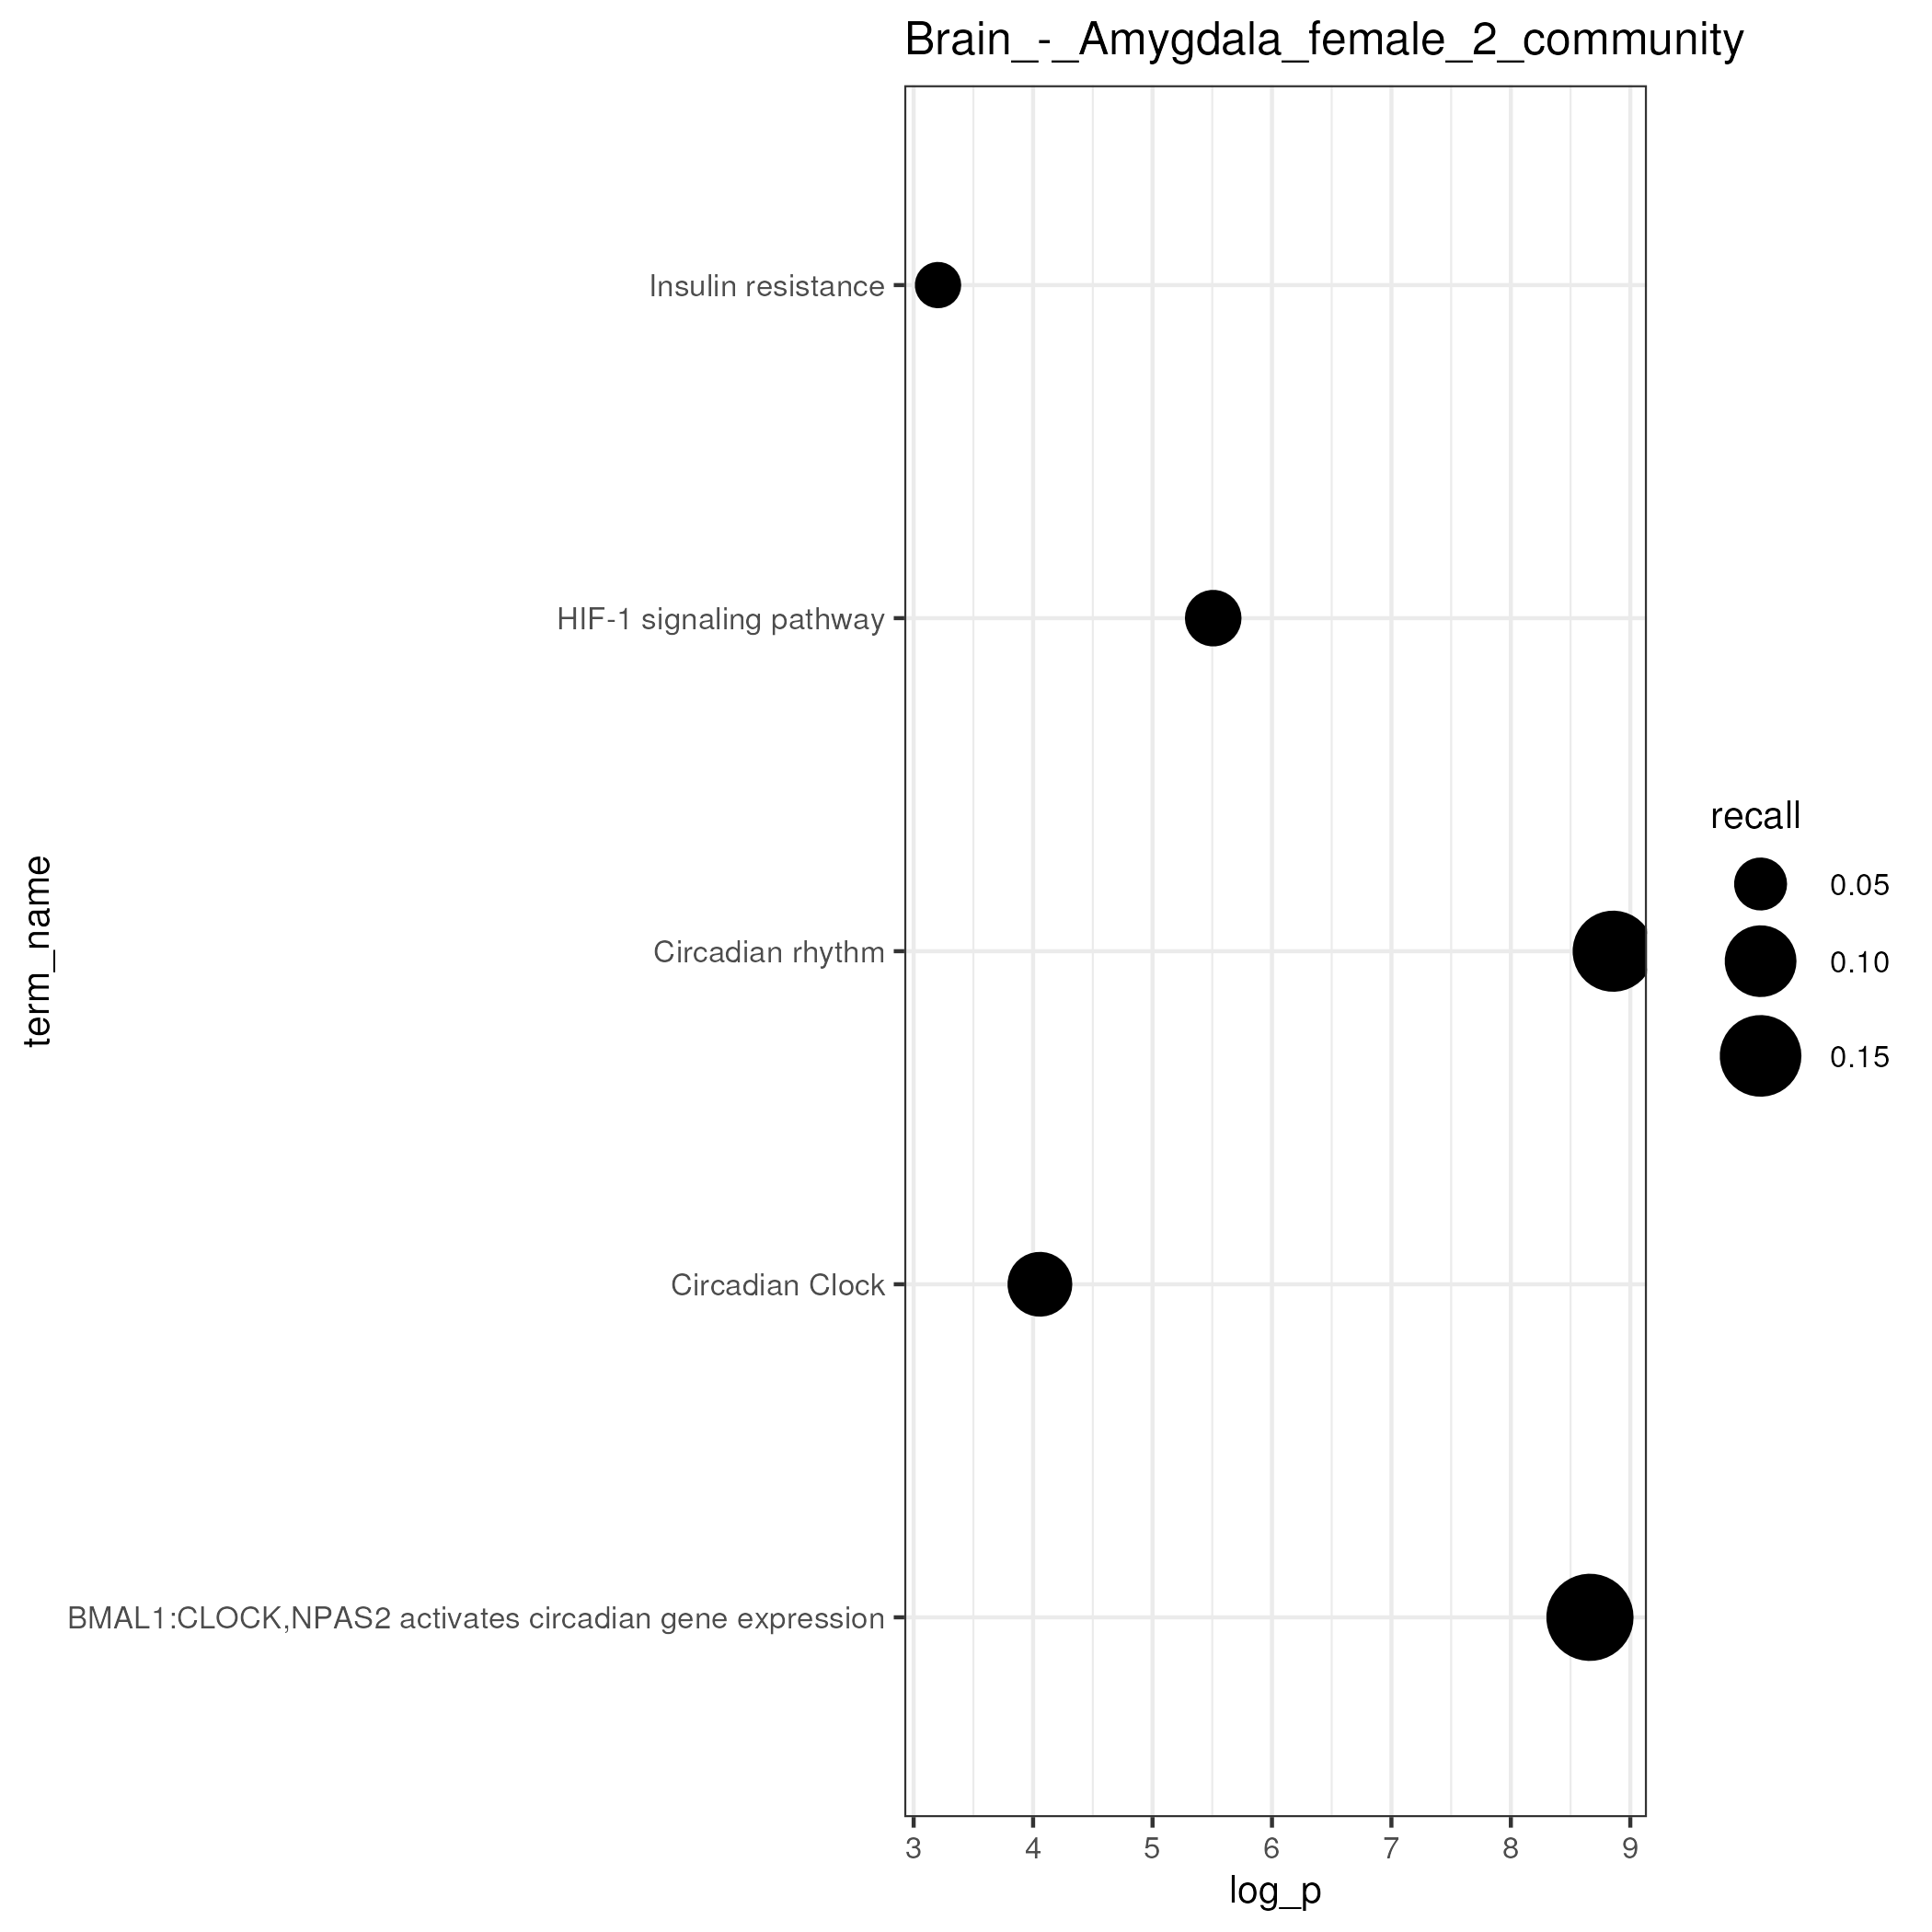 Brain_-_Amygdala_female_2_community
term_name
Insulin resistance
HIF-1 signaling pathway
Circadian rhythm
Circadian Clock
BMAL1:CLOCK,NPAS2 activates circadian gene expression
3 4 5 6 7 8 9
log_p
recall
0.05
0.10
0.15